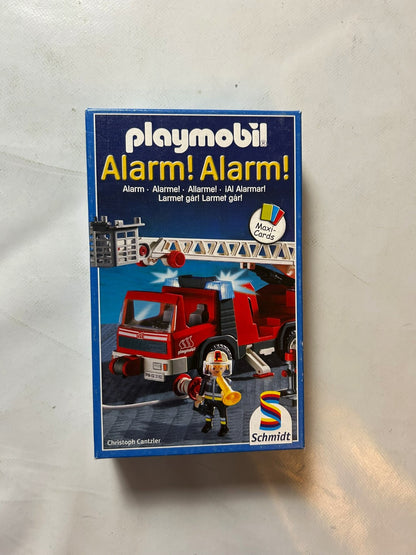 playmobil
Alarm! Alarm!
Alarm · Alarme! · Allarme! · ¡Al Alarmar!
Larmet går! Larmet går!
Maxi-
Cards
Christoph Cantzler
Schmidt